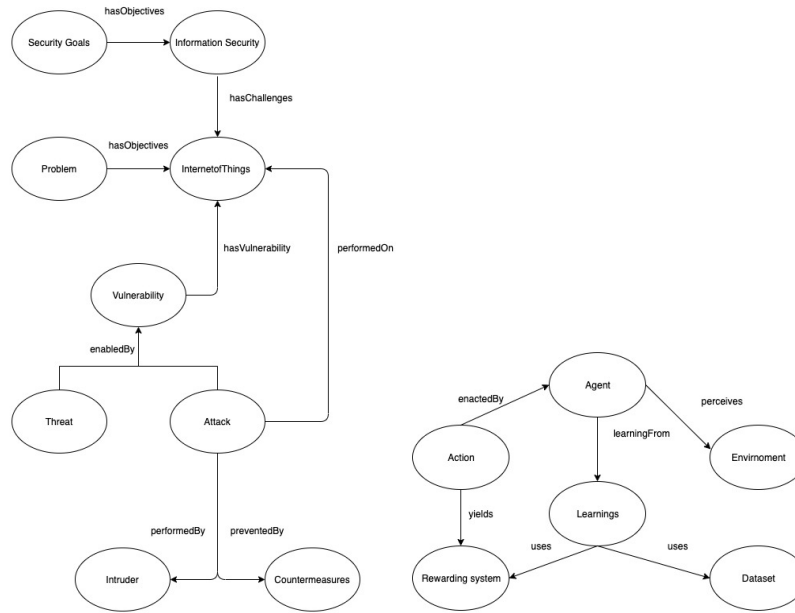 hasObjectives
Security Goals
Information Security
hasChallenges
hasObjectives
Problem
InternetofThings
hasVulnerability
performedOn
Vulnerability
enabledBy
Threat
Attack
performedBy
preventedBy
Intruder
Countermeasures
Agent
enactedBy
perceives
learningFrom
Action
Envirnoment
yields
Learnings
uses
uses
Rewarding system
Dataset